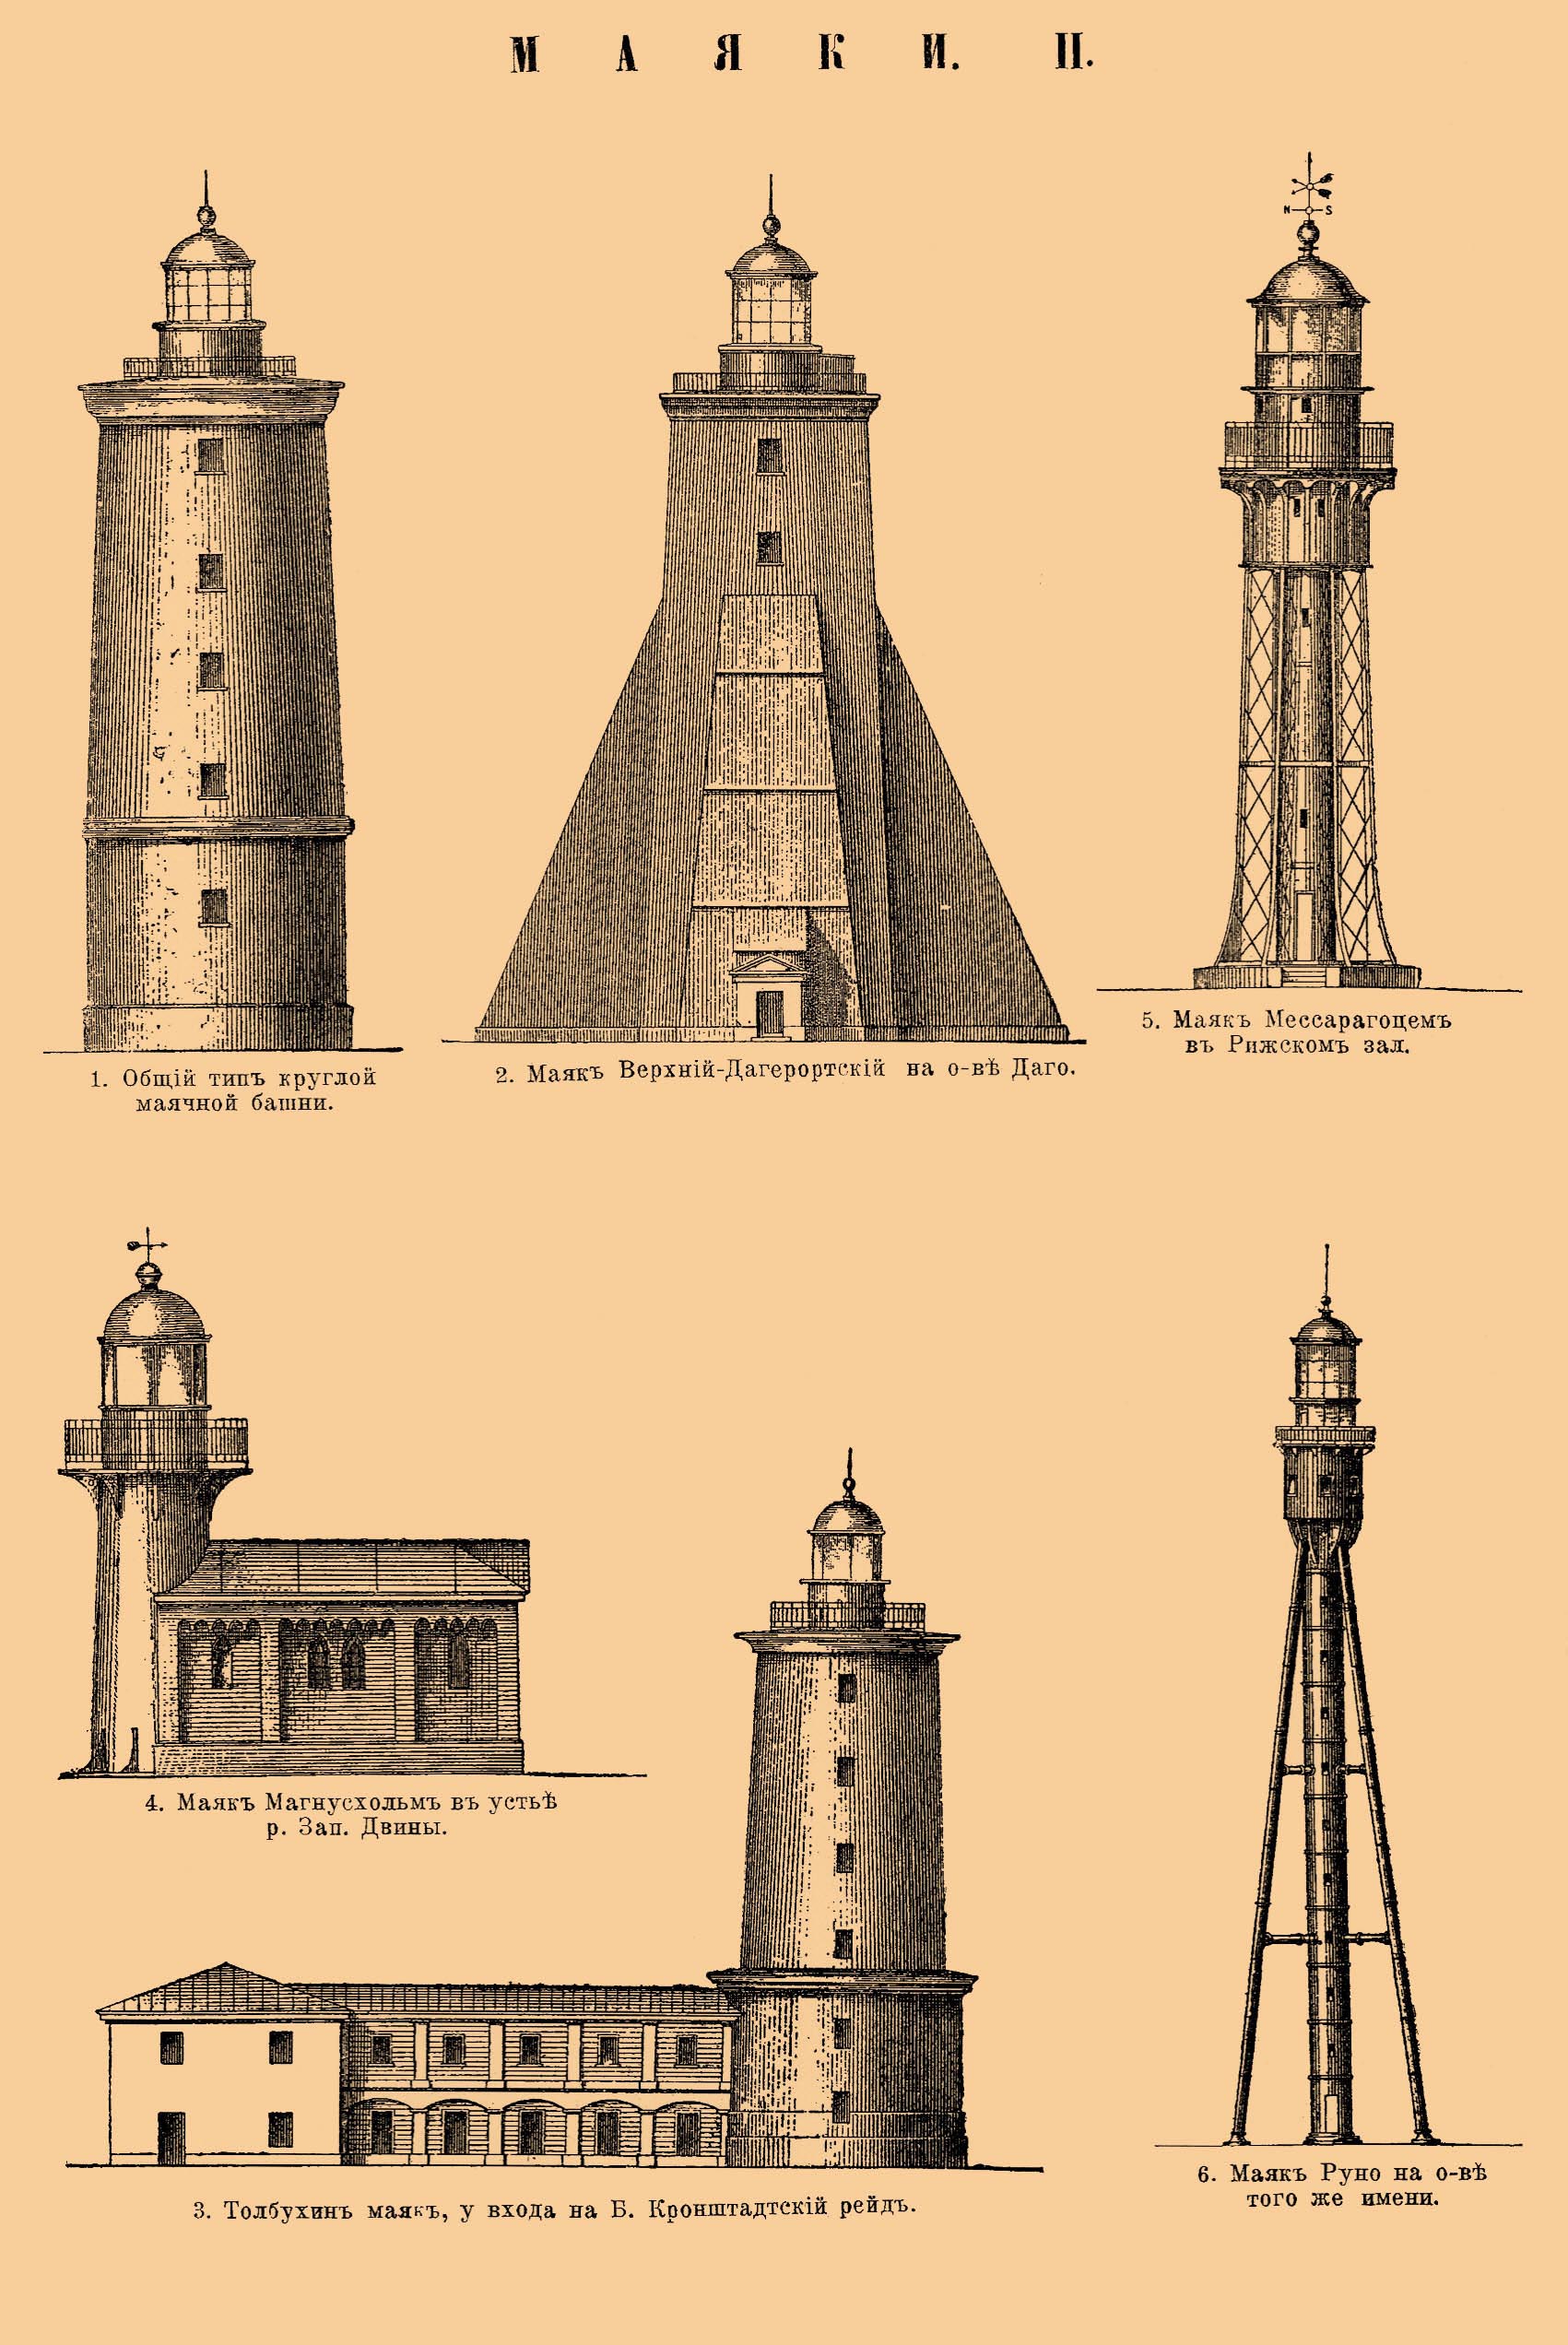 МАЯКИ. II.
N S
1. Общій типъ круглой
маячной башни.
2. Маякъ Верхній-Дагерортскій на о-вѣ Даго.
5. Маякъ Мессарагоцемъ
въ Рижскомъ зал.
4. Маякъ Магнусхольмъ въ устьѣ
р. Зап. Двины.
3. Толбухинъ маякъ, у входа на Б. Кронштадтскій рейдъ.
6. Маякъ Руно на о-вѣ
того же имени.